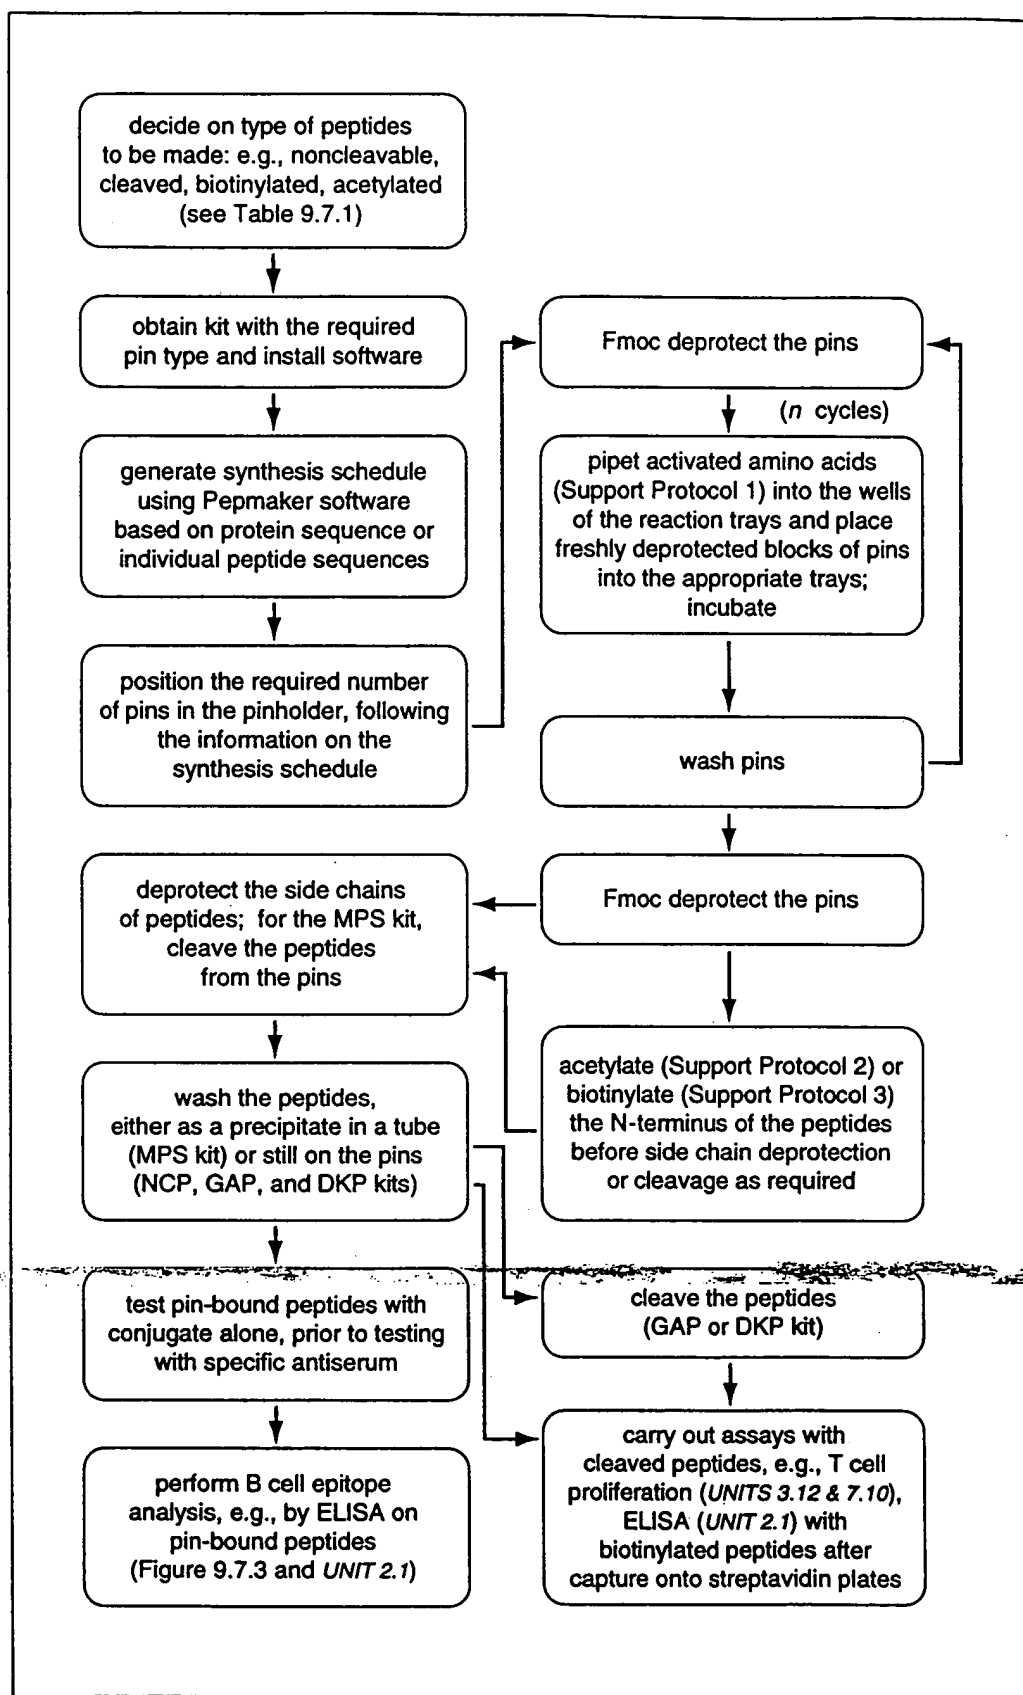 decide on type of peptides
to be made: e.g., noncleavable,
cleaved, biotinylated, acetylated
(see Table 9.7.1)
obtain kit with the required
pin type and install software
generate synthesis schedule
using Pepmaker software
based on protein sequence or
individual peptide sequences
position the required number
of pins in the pinholder, following
the information on the
synthesis schedule
Fmoc deprotect the pins
(n cycles)
pipet activated amino acids
(Support Protocol 1) into the wells
of the reaction trays and place
freshly deprotected blocks of pins
into the appropriate trays;
incubate
wash pins
Fmoc deprotect the pins
acetylate (Support Protocol 2) or
biotinylate (Support Protocol 3)
the N-terminus of the peptides
before side chain deprotection
or cleavage as required
deprotect the side chains
of peptides; for the MPS kit,
cleave the peptides
from the pins
wash the peptides,
either as a precipitate in a tube
(MPS kit) or still on the pins
(NCP, GAP, and DKP kits)
test pin-bound peptides with
conjugate alone, prior to testing
with specific antiserum
perform B cell epitope
analysis, e.g., by ELISA on
pin-bound peptides
(Figure 9.7.3 and UNIT 2.1)
cleave the peptides
(GAP or DKP kit)
carry out assays with
cleaved peptides, e.g., T cell
proliferation (UNITS 3.12 & 7.10),
ELISA (UNIT 2.1) with
biotinylated peptides after
capture onto streptavidin plates